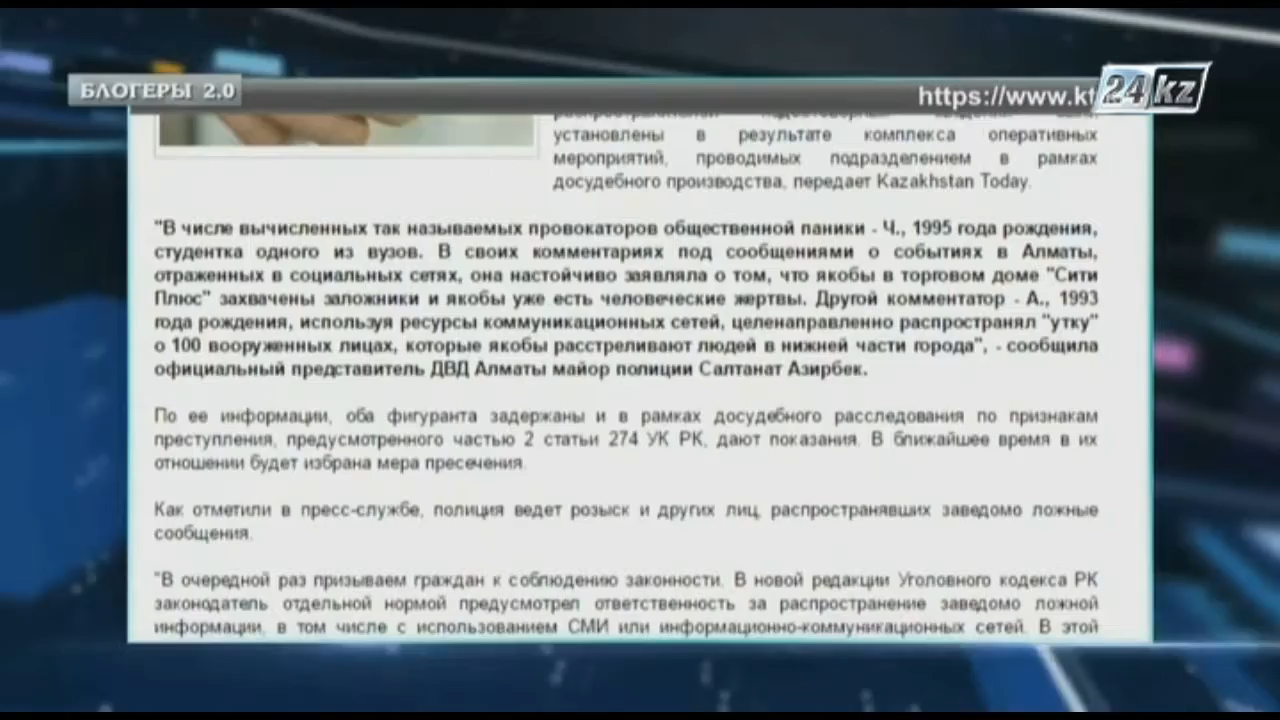 БЛОГЕРЫ 2.0
https://www.kt
24kz
установлены в результате комплекса оперативных
мероприятий, проводимых подразделением в рамках
досудебного производства, передает Kazakhstan Today.
"В числе вычисленных так называемых провокаторов общественной паники - Ч., 1995 года рождения,
студентка одного из вузов. В своих комментариях под сообщениями о событиях в Алматы,
отраженных в социальных сетях, она настойчиво заявляла о том, что якобы в торговом доме "Сити
Плюс" захвачены заложники и якобы уже есть человеческие жертвы. Другой комментатор - А., 1993
года рождения, используя ресурсы коммуникационных сетей, целенаправленно распространял "утку"
о 100 вооруженных лицах, которые якобы расстреливают людей в нижней части города", - сообщила
официальный представитель ДВД Алматы майор полиции Салтанат Азирбек.
По ее информации, оба фигуранта задержаны и в рамках досудебного расследования по признакам
преступления, предусмотренного частью 2 статьи 274 УК РК, дают показания. В ближайшее время в их
отношении будет избрана мера пресечения.
Как отметили в пресс-службе, полиция ведет розыск и других лиц, распространявших заведомо ложные
сообщения.
"В очередной раз призываем граждан к соблюдению законности. В новой редакции Уголовного кодекса РК
законодатель отдельной нормой предусмотрел ответственность за распространение заведомо ложной
информации, в том числе с использованием СМИ или информационно-коммуникационных сетей. В этой